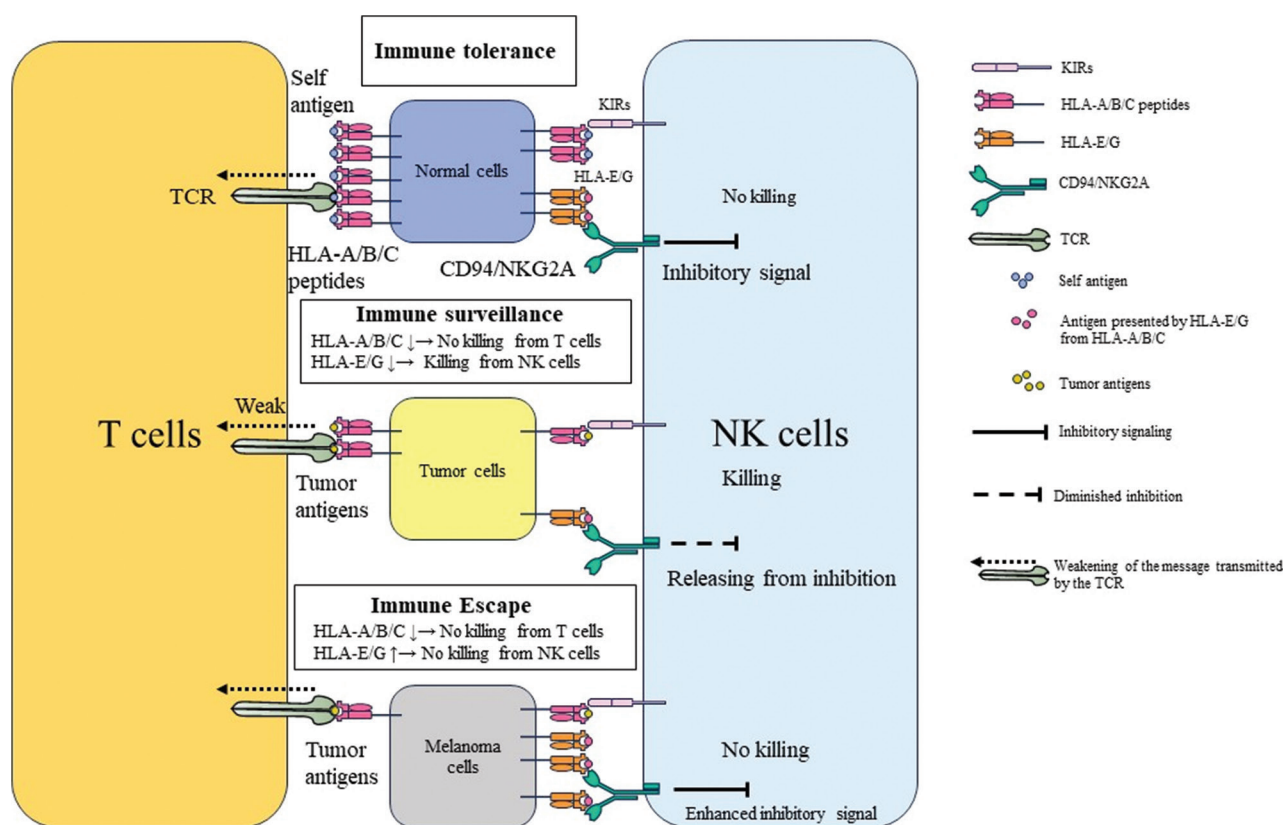 Immune tolerance
Self
antigen
TCR
HLA-A/B/C
peptides
Normal cells
KIRs
HLA-E/G
CD94/NKG2A
No killing
Inhibitory signal
Immune surveillance
HLA-A/B/C ↓→ No killing from T cells
HLA-E/G ↓→ Killing from NK cells
T cells
Weak
Tumor
antigens
Tumor cells
NK cells
Killing
Releasing from inhibition
Immune Escape
HLA-A/B/C ↓→ No killing from T cells
HLA-E/G ↑→ No killing from NK cells
Tumor
antigens
Melanoma
cells
No killing
Enhanced inhibitory signal
KIRs
HLA-A/B/C peptides
HLA-E/G
CD94/NKG2A
TCR
Self antigen
Antigen presented by HLA-E/G
from HLA-A/B/C
Tumor antigens
Inhibitory signaling
Diminished inhibition
Weakening of the message transmitted
by the TCR